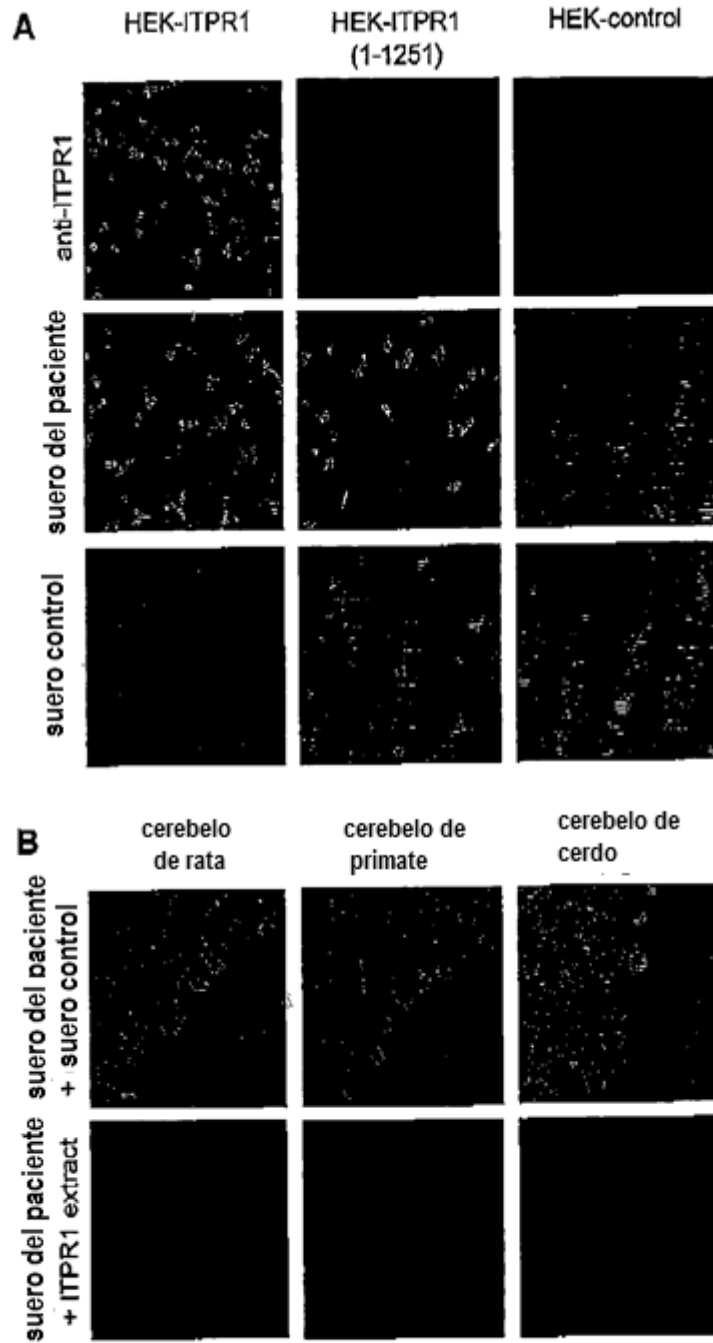 A
HEK-ITPR1
HEK-ITPR1
(1-1251)
HEK-control
anti-ITPR1
suero del paciente
suero control
B
cerebelo
de rata
cerebelo de
primate
cerebelo de
cerdo
suero del paciente
+ suero control
suero del paciente
+ ITPR1 extract